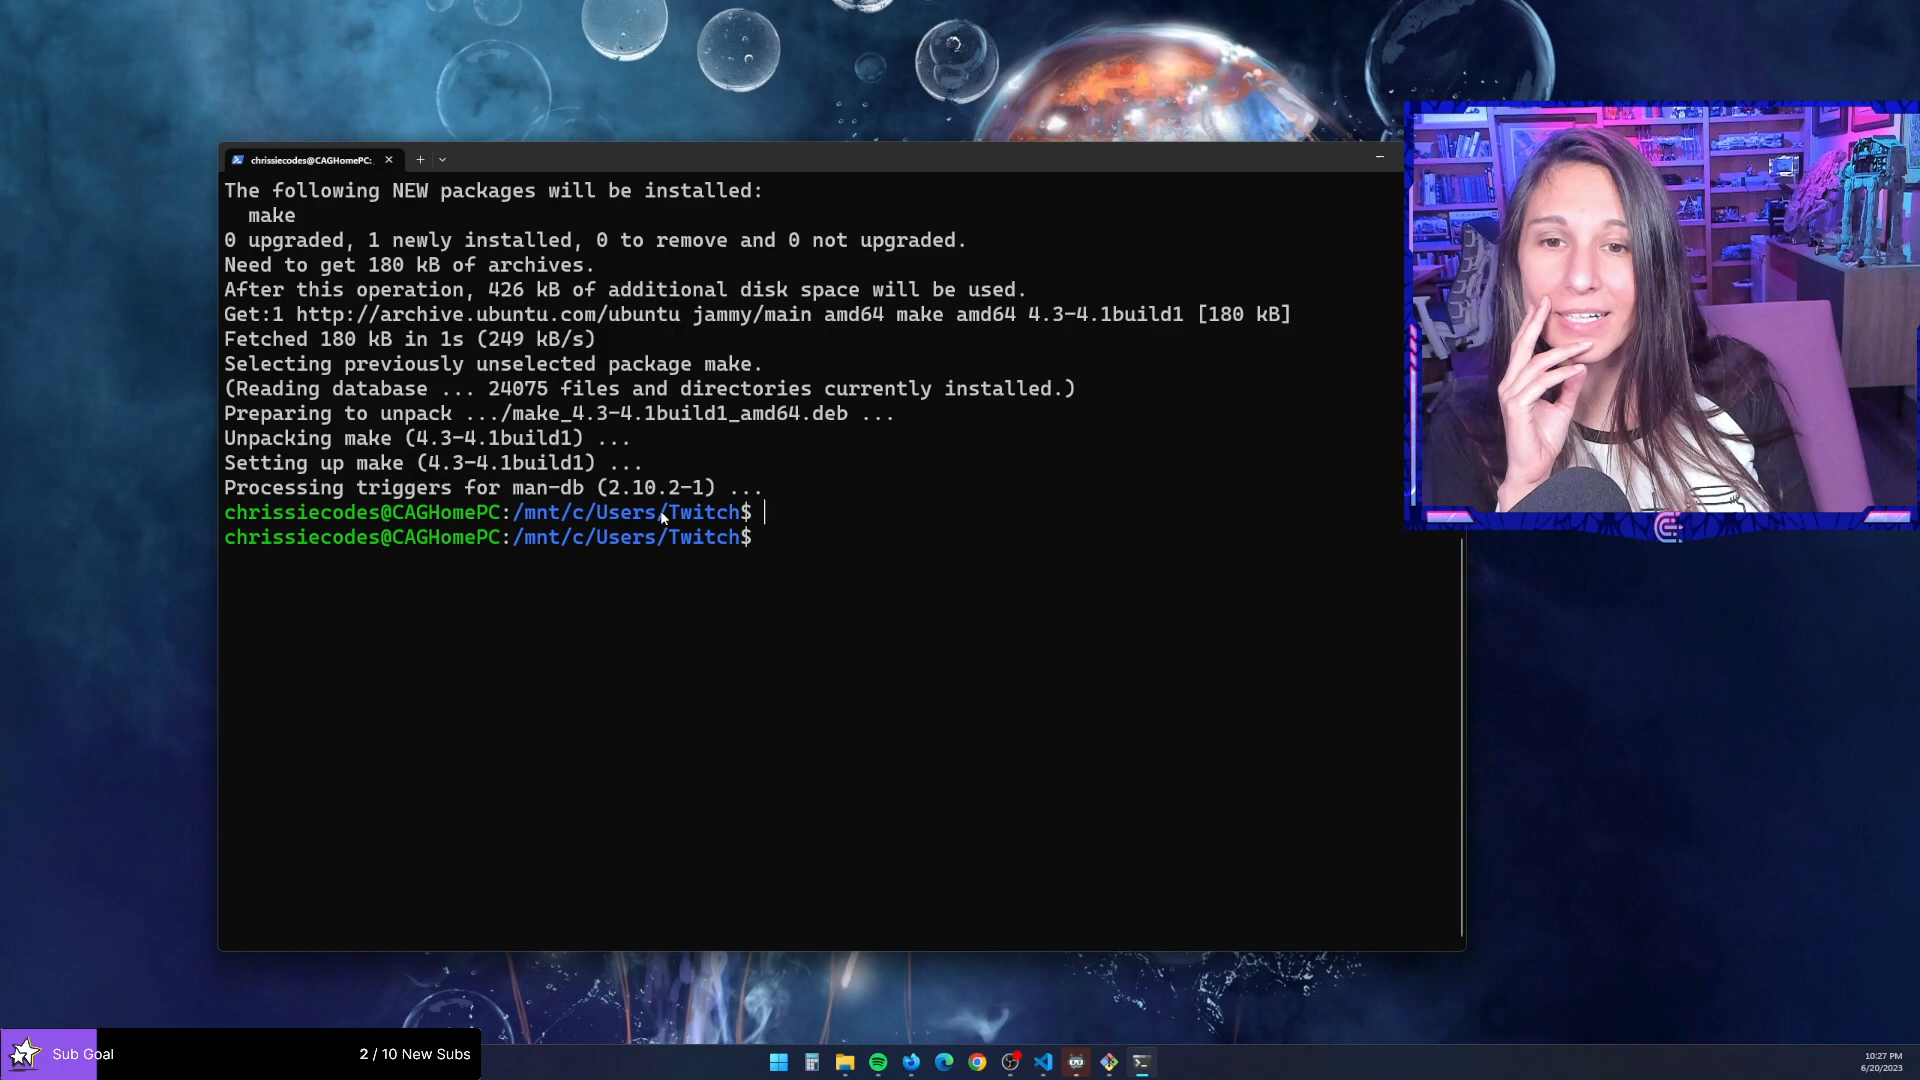 chrissiecodes@CAGHomePC:
The following NEW packages will be installed:
make
0 upgraded, 1 newly installed, 0 to remove and 0 not upgraded.
Need to get 180 kB of archives.
After this operation, 426 kB of additional disk space will be used.
Get:1 http://archive.ubuntu.com/ubuntu jammy/main amd64 make amd64 4.3-4.1build1 [180 kB]
Fetched 180 kB in 1s (249 kB/s)
Selecting previously unselected package make.
(Reading database ... 24075 files and directories currently installed.)
Preparing to unpack .../make_4.3-4.1build1_amd64.deb ...
Unpacking make (4.3-4.1build1) ...
Setting up make (4.3-4.1build1) ...
Processing triggers for man-db (2.10.2-1) ...
chrissiecodes@CAGHomePC:/mnt/c/Users/Twitch$
chrissiecodes@CAGHomePC:/mnt/c/Users/Twitch$
Sub Goal 2 / 10 New Subs
10:27 PM
6/20/2023